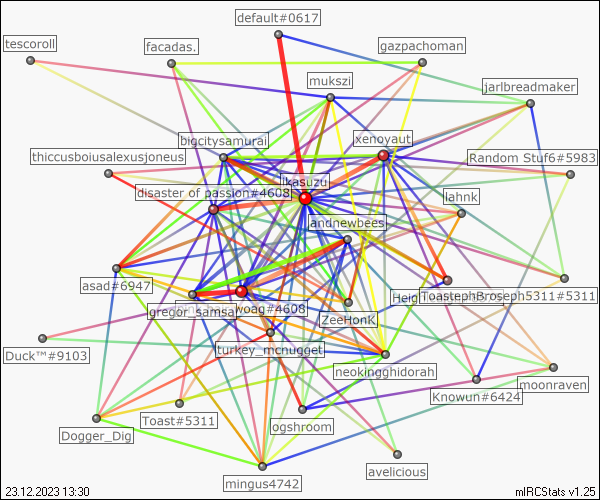 default#0617
tescoroll
facadas.
gazpachoman
mukszi
jarlbreadmaker
bigcitysamurai
xenoyaut
thiccusboiusalexusjoneus
Random Stuf6#5983
ikasuzu
disaster of passion#4608
lahnk
andnewbees
asad#6947
ToastephBroseph5311#5311
gregor_samsa
woag#4608
ZeeHonK
Duck™#9103
turkey_mcnugget
neokingghidorah
moonraven
Knowun#6424
Toast#5311
ogshroom
Dogger_Dig
avelicious
mingus4742
23.12.2023 13:30
mIRCStats v1.25